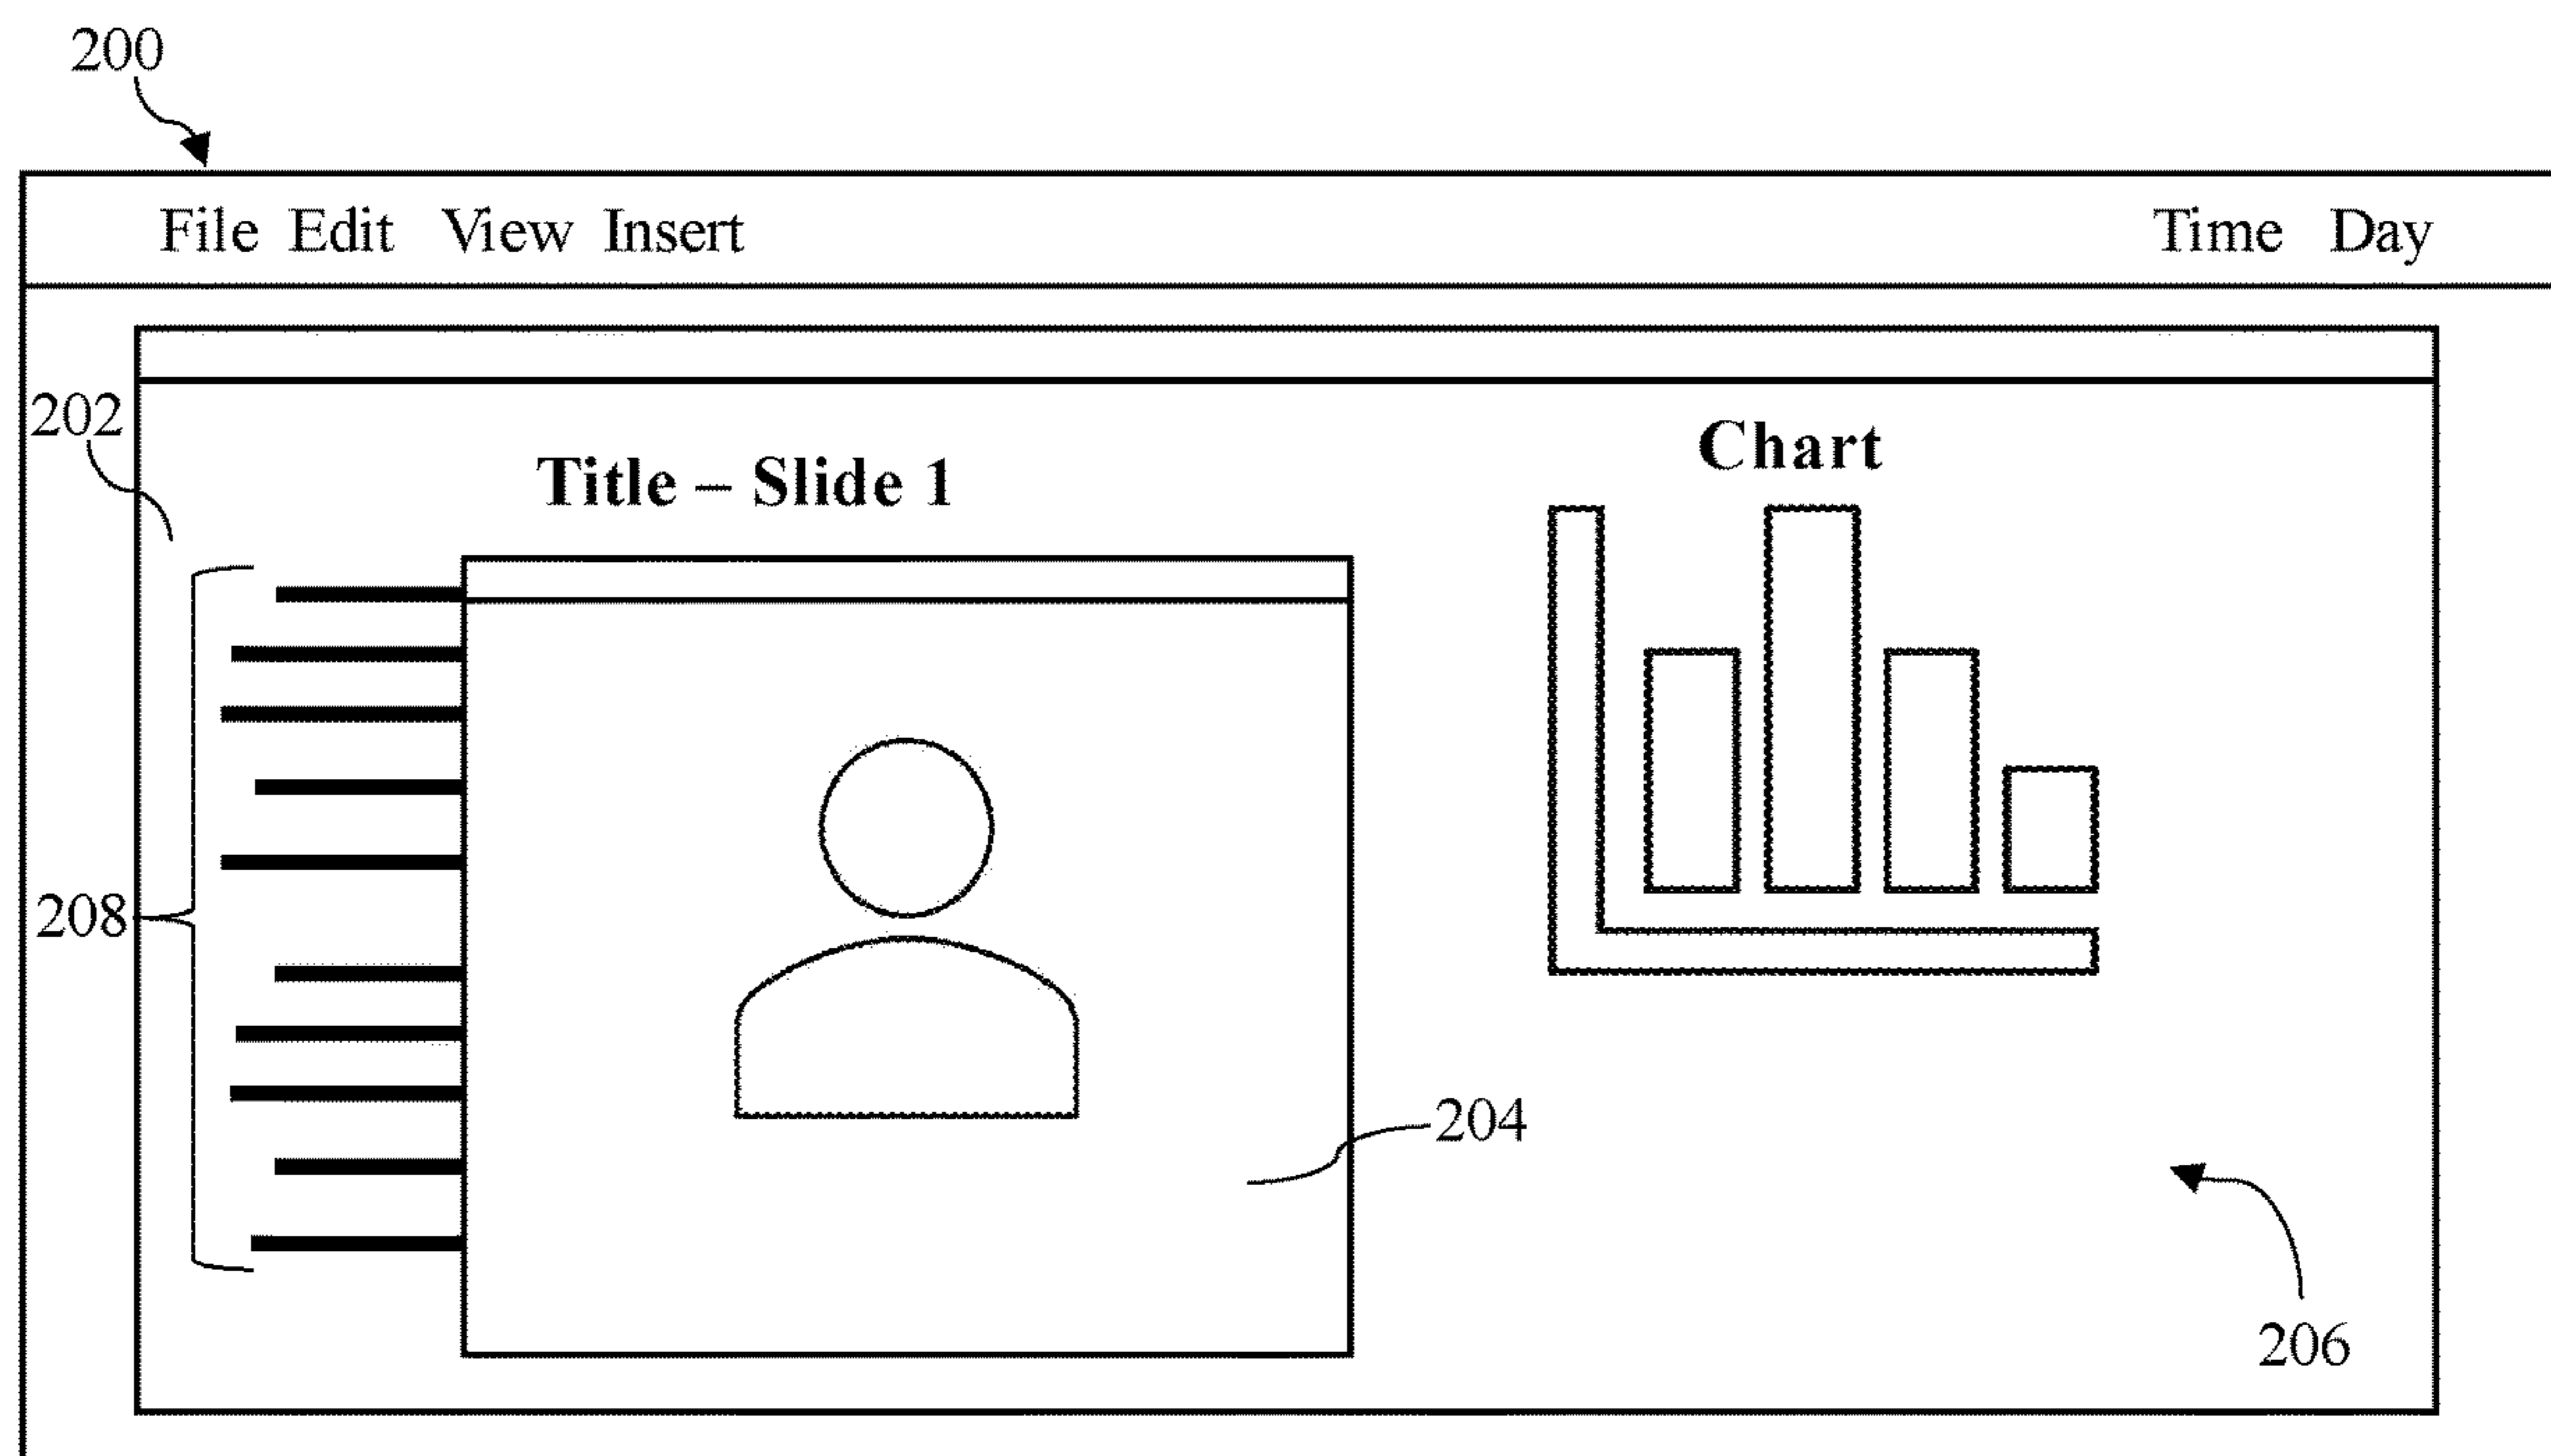 200
File Edit View Insert Time Day
202
Title – Slide 1
Chart
208
204
206